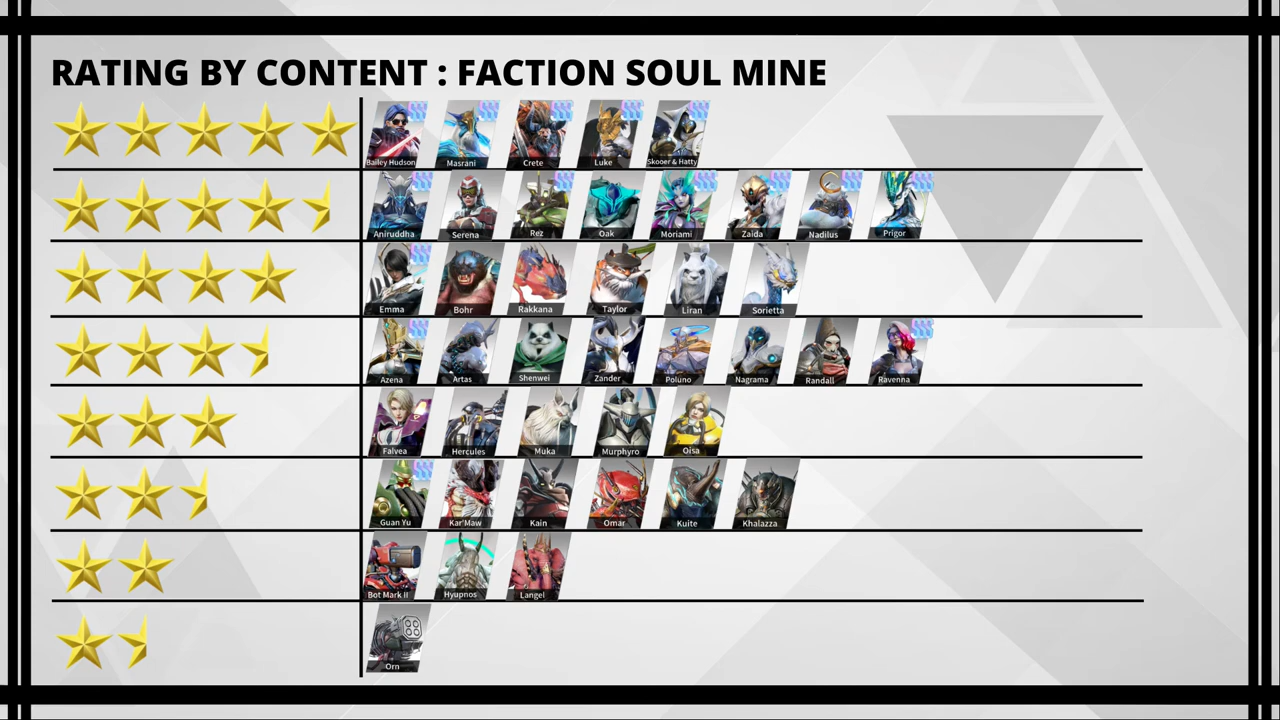 RATING BY CONTENT : FACTION SOUL MINE
Bailey Hudson Masrani Crete Luke Skooer & Hatty
Aniruddha Serena Rez Oak Moriami Zaida Nadilus Prigor
Emma Bohr Rakkana Taylor Liran Sorietta
Azena Artas Shenwei Zander Poluno Nagrama Randall Ravenna
Falvea Hercules Muka Murphyro Oisa
Guan Yu Kar'Maw Kain Omar Kuite Khalazza
Bot Mark II Hyupnos Langel
Orn